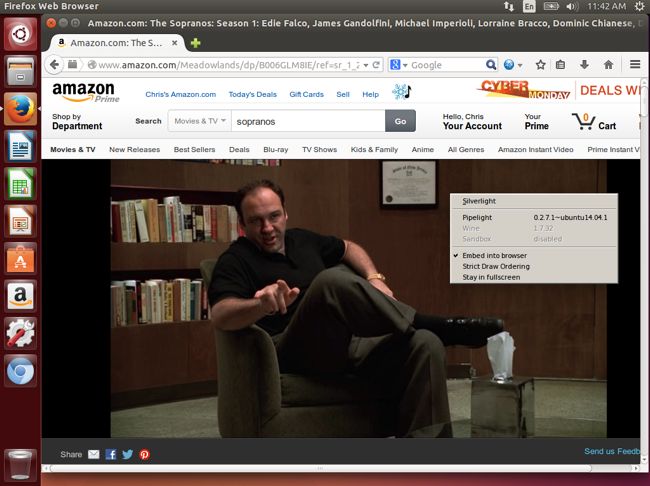 Firefox Web Browser
En
11:42 AM
Amazon.com: The Sopranos: Season 1: Edie Falco, James Gandolfini, Michael Imperioli, Lorraine Bracco, Dominic Chianese,
Amazon.com: The S...
www.amazon.com/Meadowlands/dp/B006GLM8IE/ref=sr_1_
Google
amazon
Prime
Chris's Amazon.com Today's Deals Gift Cards Sell Help
CYBER
MONDAY
DEALS
Shop by
Department
Search
Movies & TV
sopranos
Go
Hello, Chris
Your Account
Your
Prime
0
Cart
Movies & TV New Releases Best Sellers Deals Blu-ray TV Shows Kids & Family Anime All Genres Amazon Instant Video Prime Instant V
Silverlight
Pipelight 0.2.7.1~ubuntu14.04.1
Wine 1.7.32
Sandbox disabled
Embed into browser
Strict Draw Ordering
Stay in fullscreen
Share
Send us Feedb